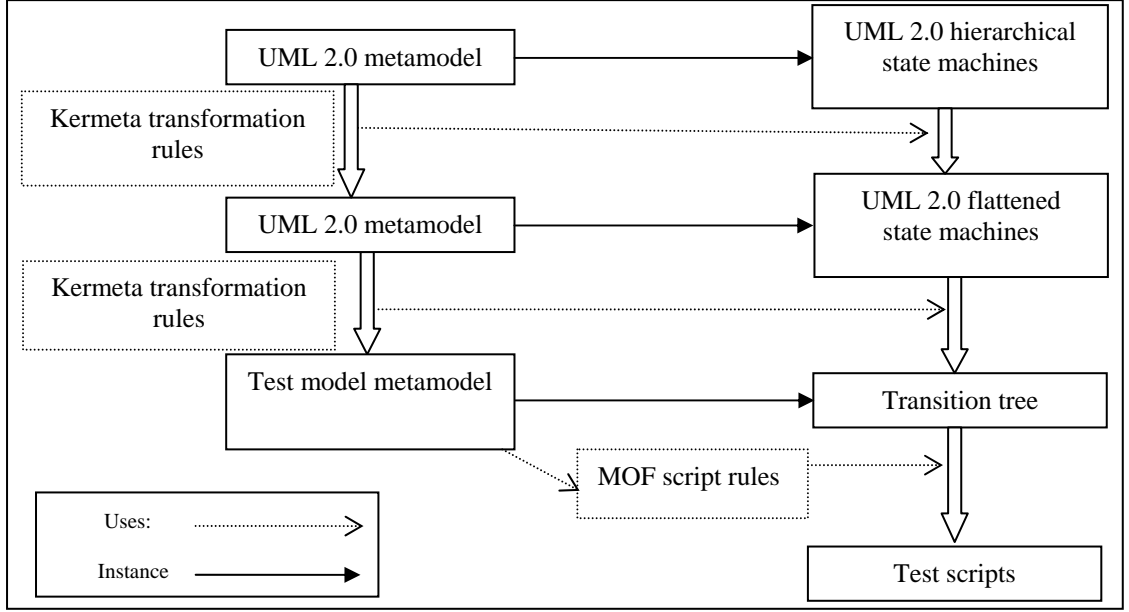 UML 2.0 metamodel
UML 2.0 hierarchical
state machines
Kermeta transformation
rules
UML 2.0 metamodel
UML 2.0 flattened
state machines
Kermeta transformation
rules
Test model metamodel
Transition tree
MOF script rules
Uses:
Instance
Test scripts